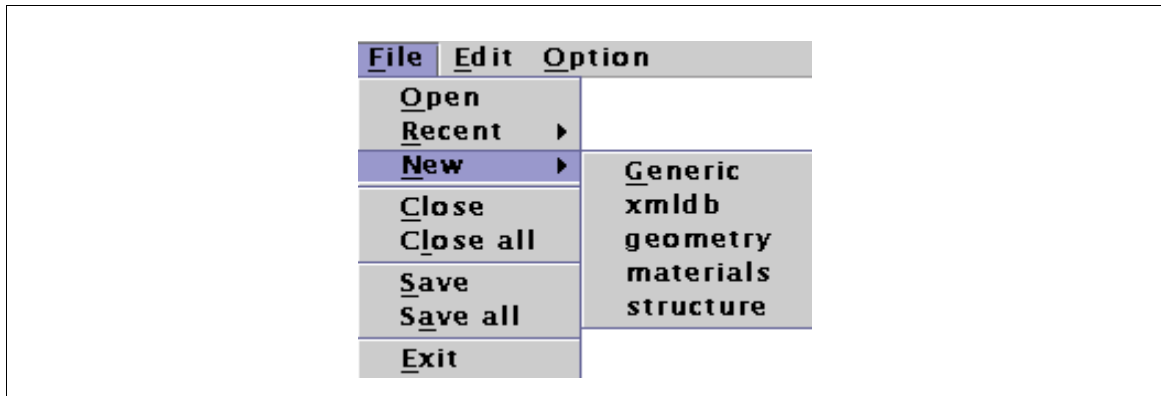 File Edit Option
Open
Recent
New
Generic
xmldb
geometry
materials
structure
Close
Close all
Save
Save all
Exit